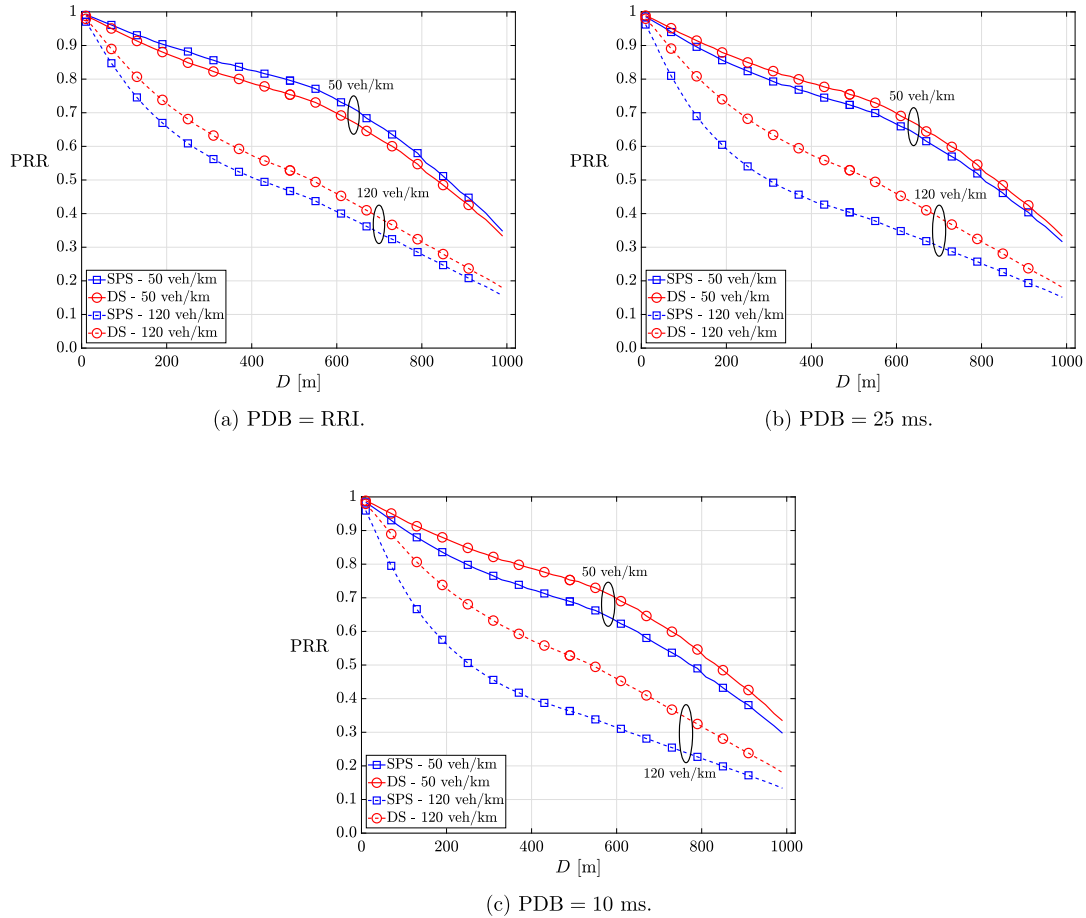 1
0.9
0.8
0.7
0.6
0.5
0.4
0.3
0.2
0.1
0.0
PRR
50 veh/km
120 veh/km
SPS - 50 veh/km
DS - 50 veh/km
SPS - 120 veh/km
DS - 120 veh/km
0 200 400 600 800 1000
D [m]
(a) PDB = RRI.
1
0.9
0.8
0.7
0.6
0.5
0.4
0.3
0.2
0.1
0.0
PRR
50 veh/km
120 veh/km
SPS - 50 veh/km
DS - 50 veh/km
SPS - 120 veh/km
DS - 120 veh/km
0 200 400 600 800 1000
D [m]
(b) PDB = 25 ms.
1
0.9
0.8
0.7
0.6
0.5
0.4
0.3
0.2
0.1
0.0
PRR
50 veh/km
120 veh/km
SPS - 50 veh/km
DS - 50 veh/km
SPS - 120 veh/km
DS - 120 veh/km
0 200 400 600 800 1000
D [m]
(c) PDB = 10 ms.